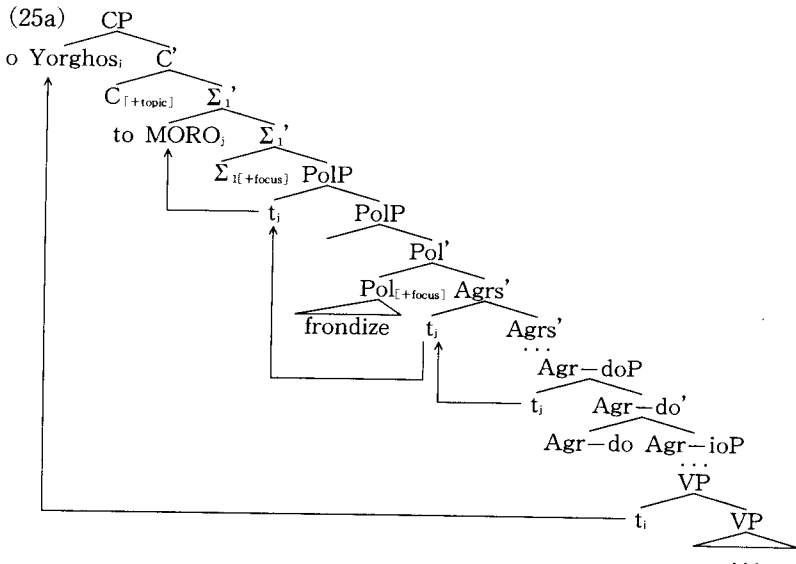 (25a) CP
o Yorghosᵢ C'
C[+topic] Σ₁'
to MOROⱼ Σ₁'
Σ₁[+focus] PolP
tⱼ PolP
Pol'
Pol[+focus] Agrs'
frondize tⱼ Agrs'
...
Agr-doP
tⱼ Agr-do'
Agr-do Agr-ioP
...
VP
tᵢ VP
...